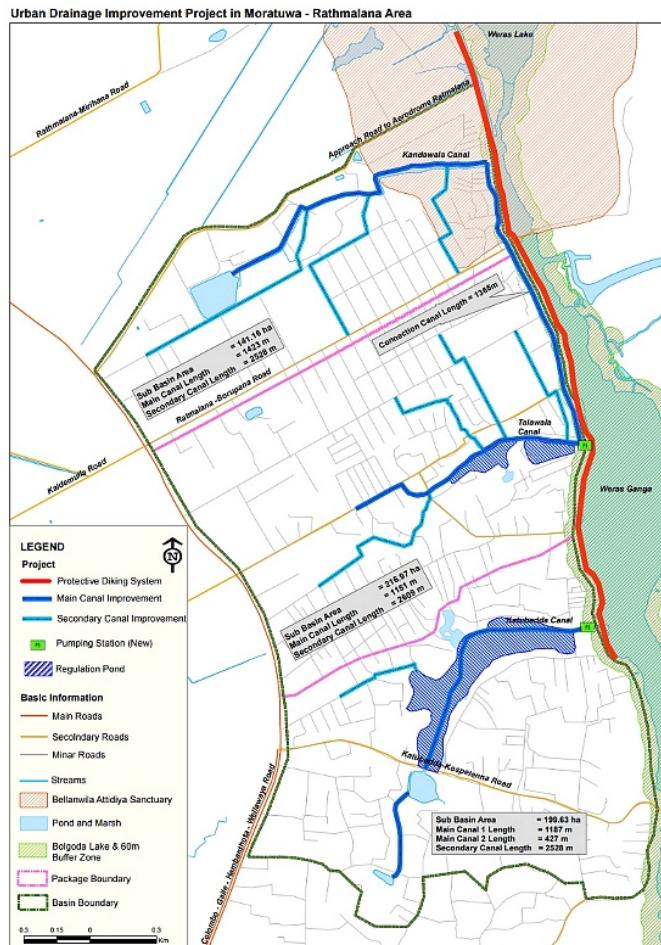 Urban Drainage Improvement Project in Moratuwa - Rathmalana Area
Weras Lake
Rathmalana-Mirihana Road
Approach Road to Aerodrome Ratmalana
Kandawala Canal
Connection Canal Length = 1365m
Sub Basin Area = 141.16 ha
Main Canal Length = 1423 m
Secondary Canal Length = 2528 m
Ratmalana -Borupana Road
Talawala
Canal
PS
Kaldemulla Road
Weras Ganga
LEGEND
Project
Protective Diking System
Main Canal Improvement
Secondary Canal Improvement
PS
Pumping Station (New)
Regulation Pond
N
Sub Basin Area = 216.97 ha
Main Canal Length = 1151 m
Secondary Canal Length = 2609 m
Katubedda Canal
PS
Basic Information
Main Roads
Secolndary Roads
Minar Roads
Streams
Bellanwila Attidiya Sanctuary
Pond and Marsh
Bolgoda Lake & 60m
Buffer Zone
Package Boundary
Basin Boundary
Katubedda-Kospelenna Road
Sub Basin Area = 199.63 ha
Main Canal 1 Length = 1187 m
Main Canal 2 Length = 427 m
Secondary Canal Length = 2528 m
Colombo - Galle - Hambanthota - Wellawaya Road
0.3 0 0.3
Km